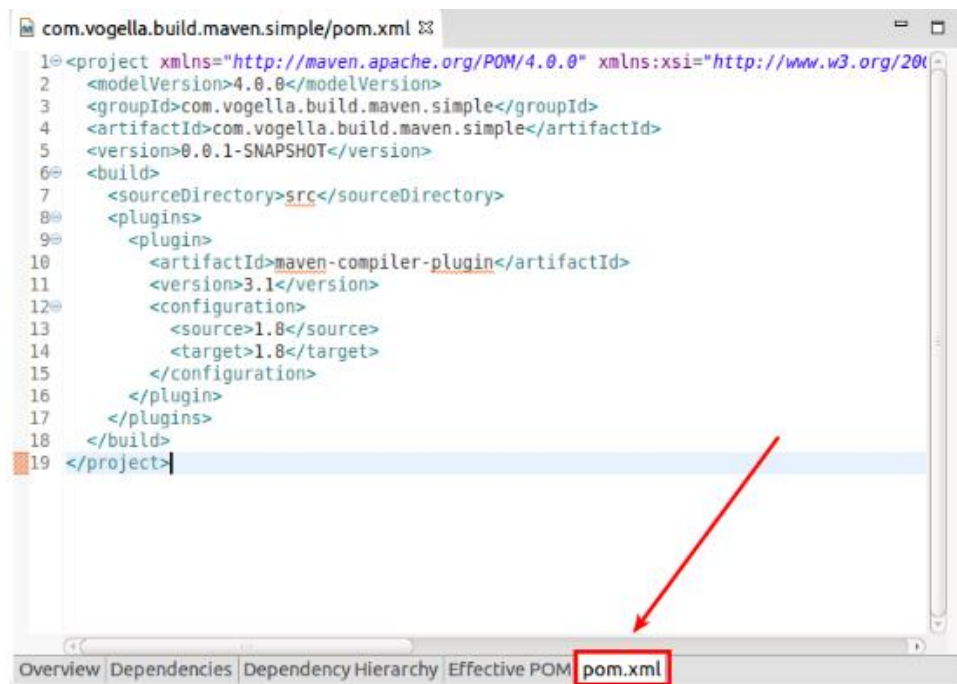 com.vogella.build.maven.simple/pom.xml
1 <project xmlns="http://maven.apache.org/POM/4.0.0" xmlns:xsi="http://www.w3.org/200
2 <modelVersion>4.0.0</modelVersion>
3 <groupId>com.vogella.build.maven.simple</groupId>
4 <artifactId>com.vogella.build.maven.simple</artifactId>
5 <version>0.0.1-SNAPSHOT</version>
6 <build>
7 <sourceDirectory>src</sourceDirectory>
8 <plugins>
9 <plugin>
10 <artifactId>maven-compiler-plugin</artifactId>
11 <version>3.1</version>
12 <configuration>
13 <source>1.8</source>
14 <target>1.8</target>
15 </configuration>
16 </plugin>
17 </plugins>
18 </build>
19 </project>
Overview Dependencies Dependency Hierarchy Effective POM pom.xml